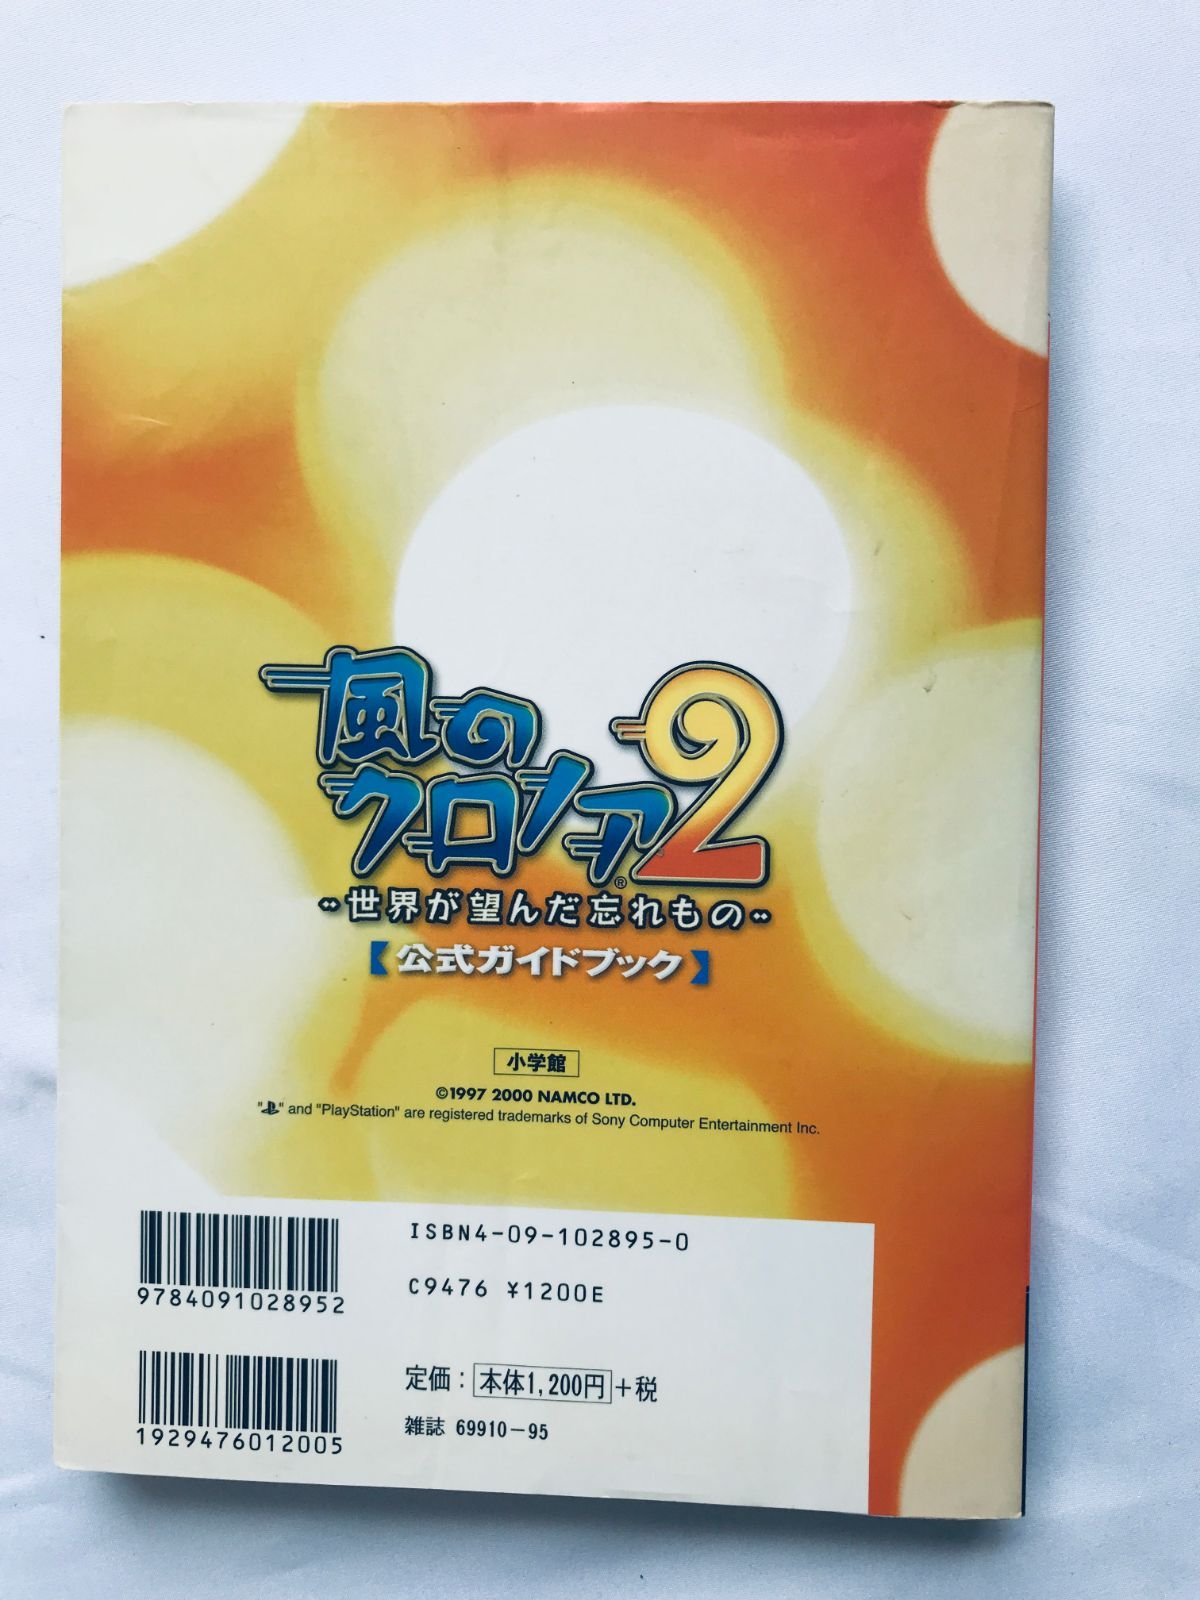 風の
クロノア2
®
世界が望んだ忘れもの
【公式ガイドブック】
小学館
©1997 2000 NAMCO LTD.
"PS" and "PlayStation" are registered trademarks of Sony Computer Entertainment Inc.
ISBN4-09-102895-0
9784091028952
C9476 ¥1200E
定価：本体1,200円+税
1929476012005
雑誌 69910-95